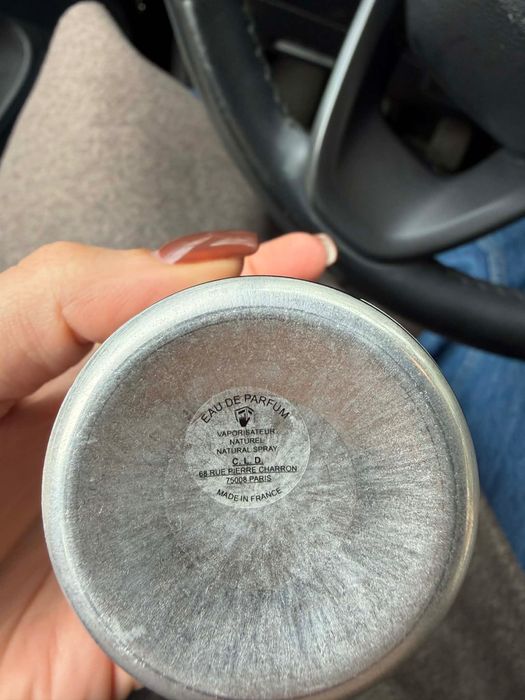 EAU DE PARFUM
VAPORISATEUR
NATUREL
NATURAL SPRAY
C. L. D.
68 RUE PIERRE CHARRON
75008 PARIS
MADE IN FRANCE